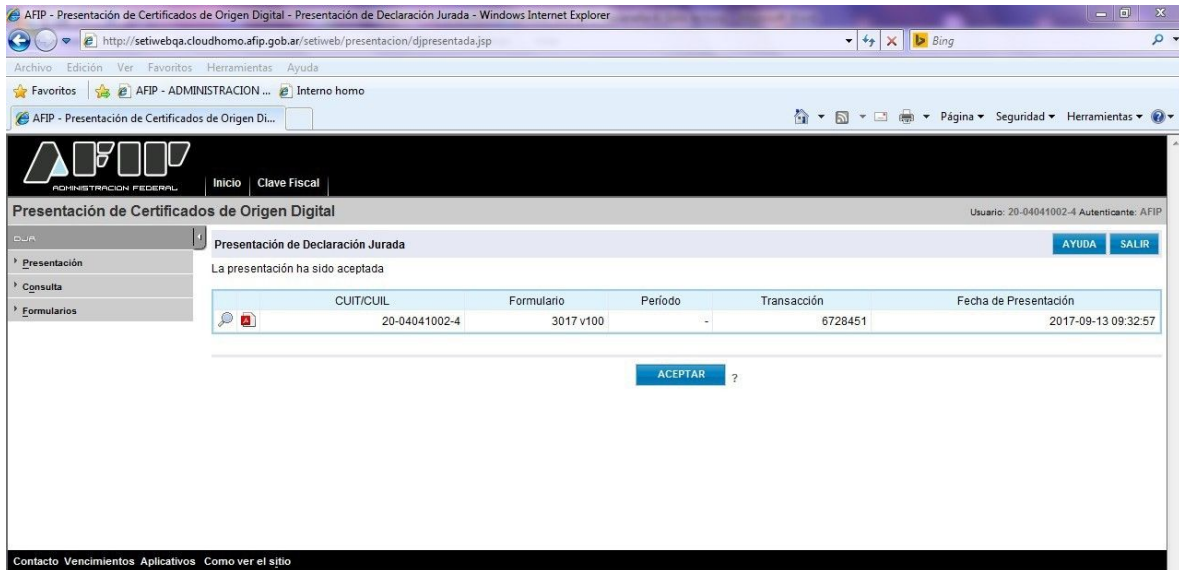 AFIP - Presentación de Certificados de Origen Digital - Presentación de Declaración Jurada - Windows Internet Explorer
http://setiwebqa.cloudhomo.afip.gob.ar/setiweb/presentacion/djpresentada.jsp Bing
Archivo Edición Ver Favoritos Herramientas Ayuda
Favoritos AFIP - ADMINISTRACION ... Interno homo
AFIP - Presentación de Certificados de Origen Di... Página Seguridad Herramientas
AFIP
ADMINISTRACION FEDERAL Inicio Clave Fiscal
Presentación de Certificados de Origen Digital Usuario: 20-04041002-4 Autenticante: AFIP
DJA
Presentación de Declaración Jurada AYUDA SALIR
Presentación
La presentación ha sido aceptada
Consulta
Formularios
CUIT/CUIL Formulario Período Transacción Fecha de Presentación
20-04041002-4 3017 v100 - 6728451 2017-09-13 09:32:57
ACEPTAR ?
Contacto Vencimientos Aplicativos Como ver el sitio